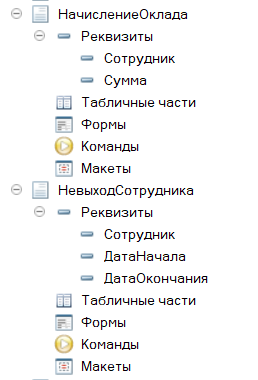 НачислениеОклада
Реквизиты
Сотрудник
Сумма
Табличные части
Формы
Команды
Макеты
НевыходСотрудника
Реквизиты
Сотрудник
ДатаНачала
ДатаОкончания
Табличные части
Формы
Команды
Макеты